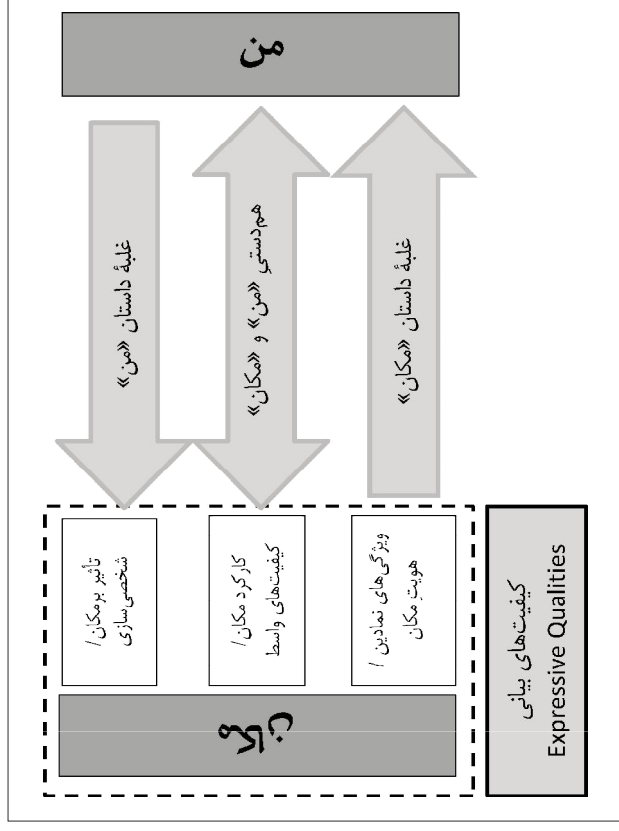 من
غلبهٔ داستان «من»
هم‌دستیِ «من» و «مکان»
غلبهٔ داستان «مکان»
تأثیر بر مکان/
شخصی‌سازی
کارکرد مکان/
کیفیت‌های واسط
ویژگی‌های نمادین /
هویتِ مکان
مکان
کیفیت‌های بیانی
Expressive Qualities